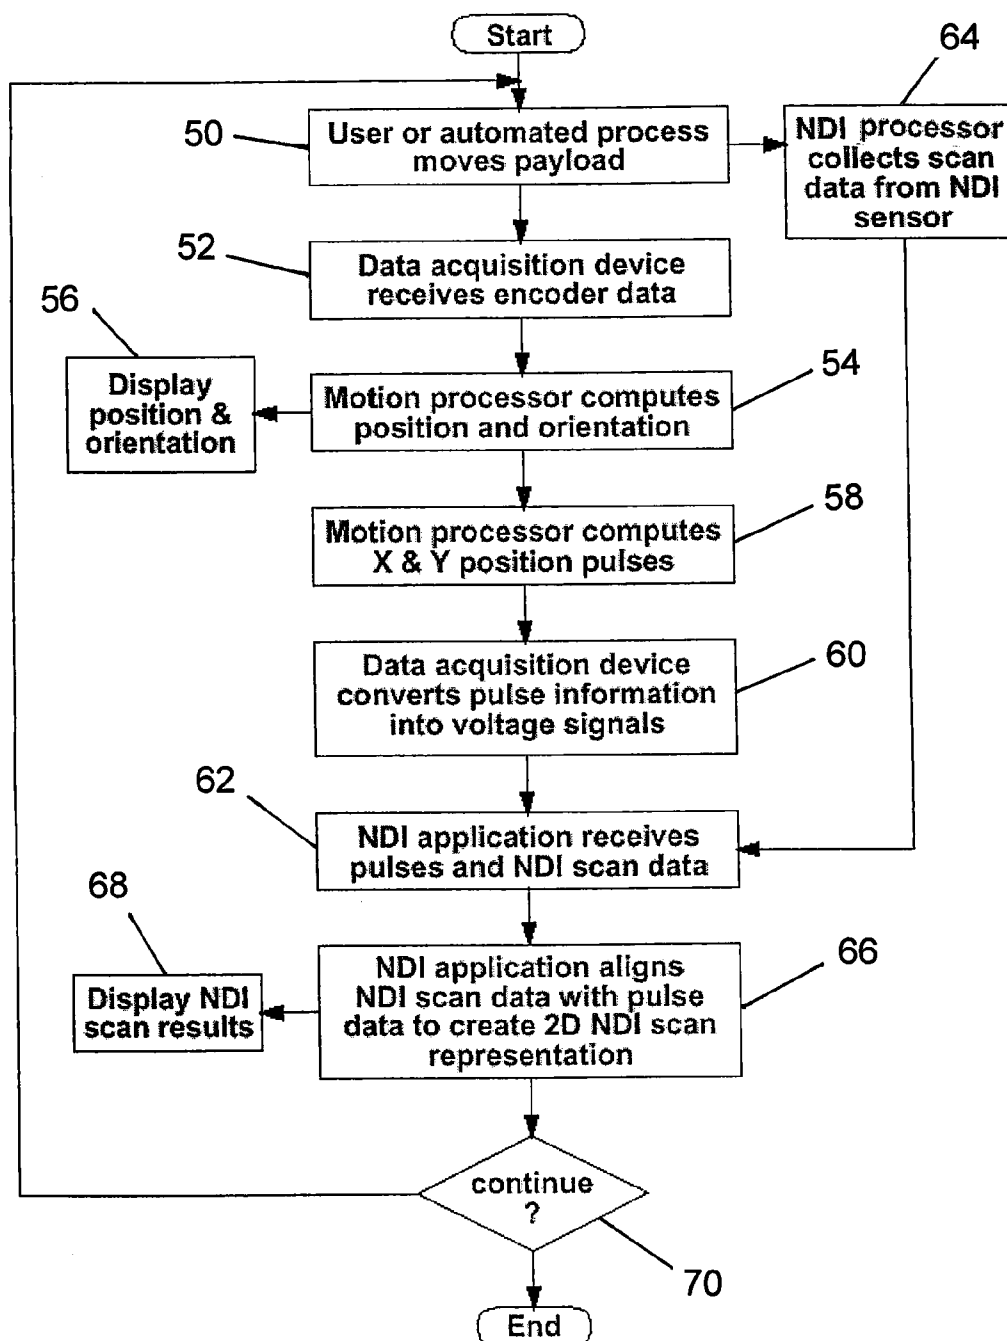 Start
64
50
User or automated process
moves payload
NDI processor
collects scan
data from NDI
sensor
52
Data acquisition device
receives encoder data
56
Display
position &
orientation
54
Motion processor computes
position and orientation
58
Motion processor computes
X & Y position pulses
60
Data acquisition device
converts pulse information
into voltage signals
62
NDI application receives
pulses and NDI scan data
68
Display NDI
scan results
66
NDI application aligns
NDI scan data with pulse
data to create 2D NDI scan
representation
continue
?
70
End